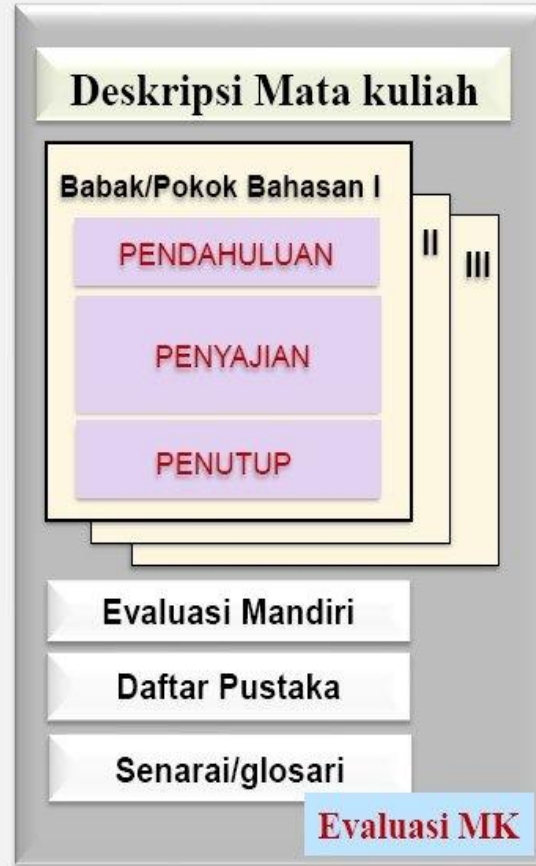 Deskripsi Mata kuliah
Babak/Pokok Bahasan I
II
III
PENDAHULUAN
PENYAJIAN
PENUTUP
Evaluasi Mandiri
Daftar Pustaka
Senarai/glosari
Evaluasi MK